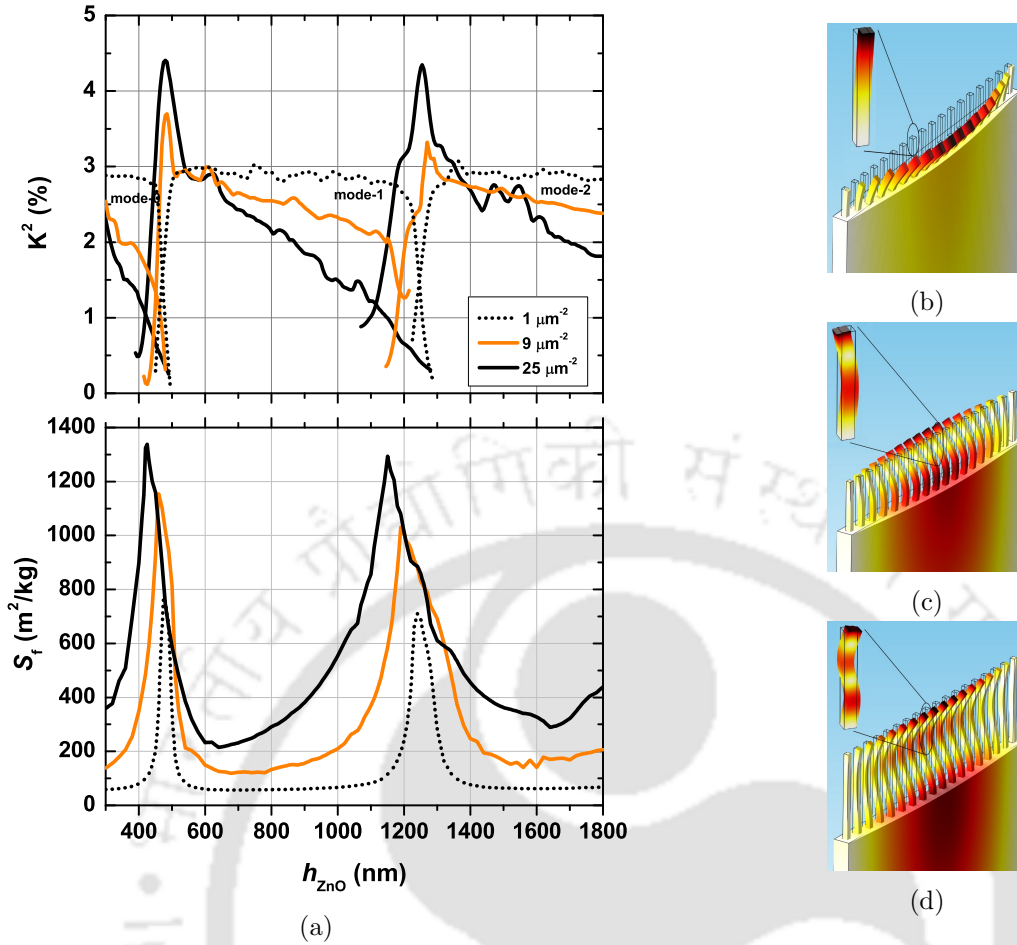 5
4
3
2
1
0
K² (%)
mode-0
mode-1
mode-2
1 μm⁻²
9 μm⁻²
25 μm⁻²
1400
1200
1000
800
600
400
200
0
S_f (m²/kg)
400 600 800 1000 1200 1400 1600 1800
h_ZnO (nm)
(a)
(b)
(c)
(d)